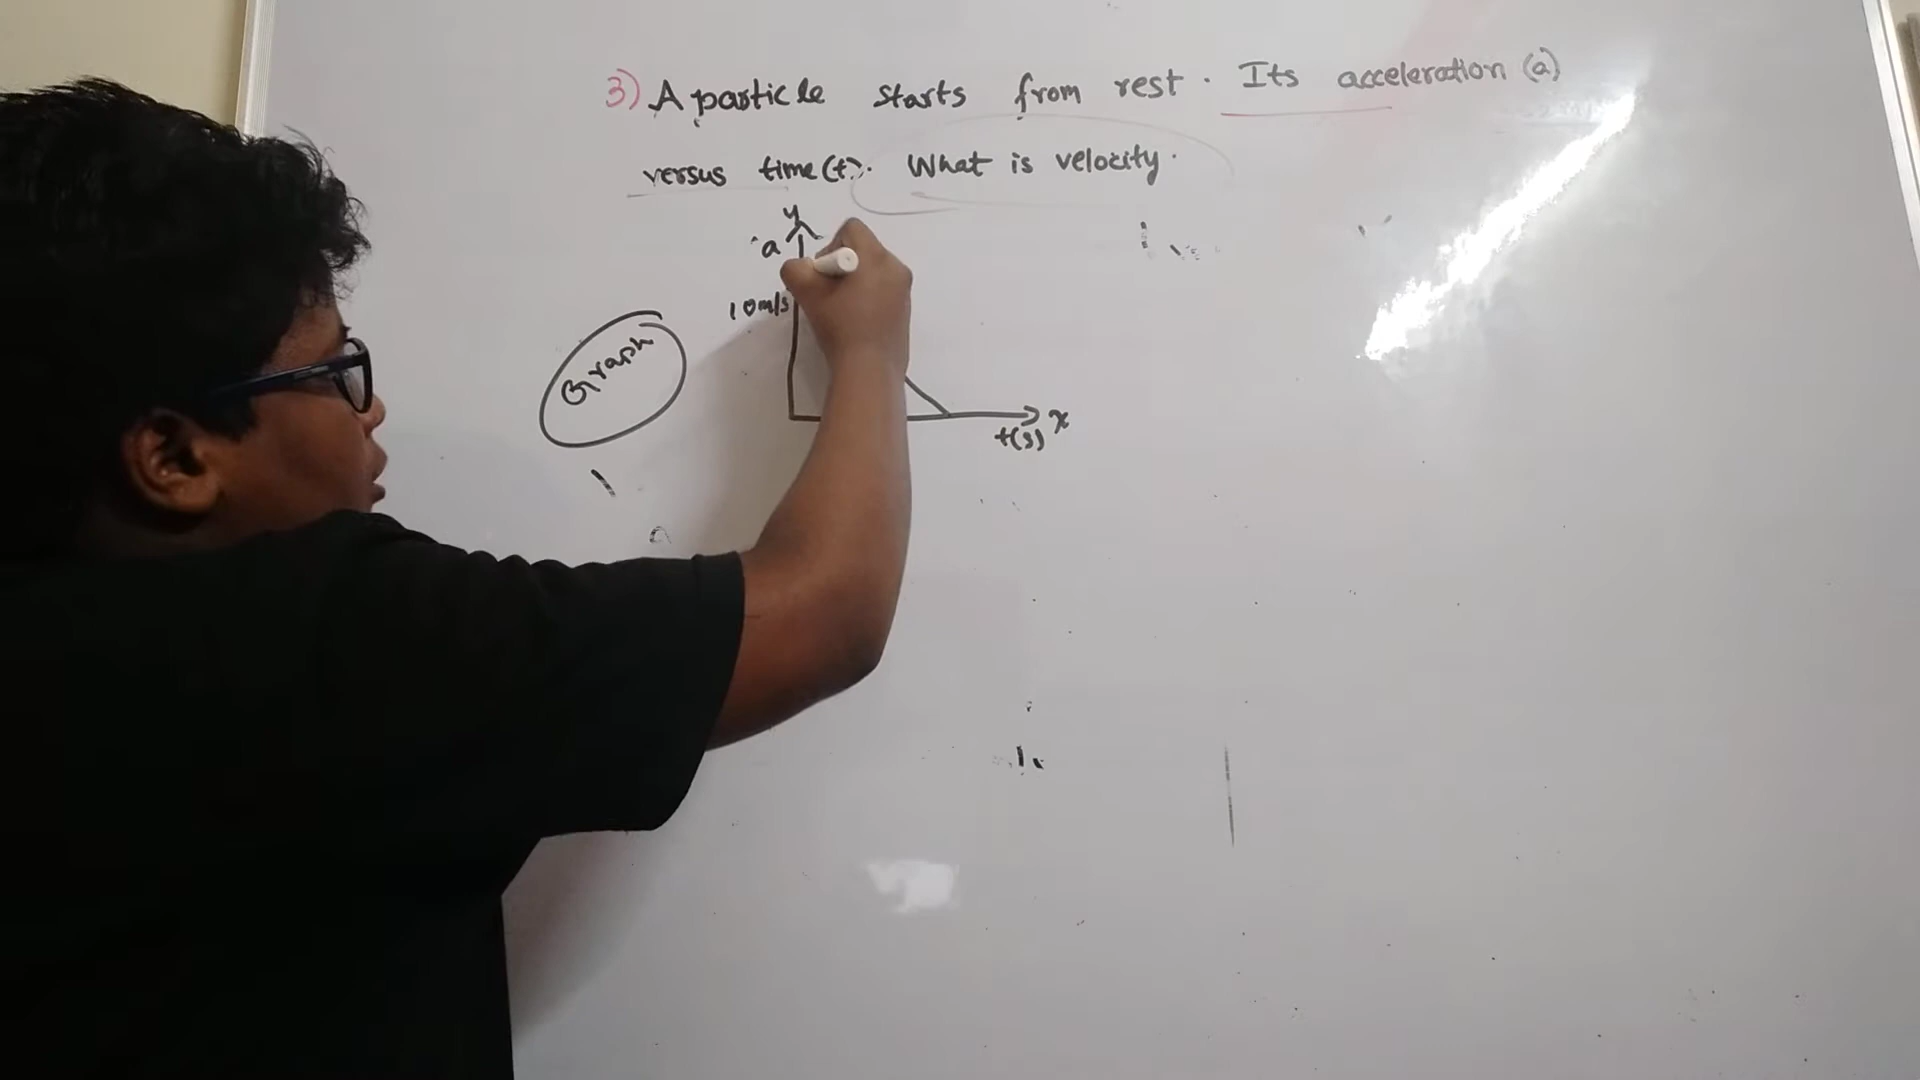 3) A particle starts from rest. Its acceleration (a)
versus time (t). What is velocity.
y
a
10m/s
Graph
t(s) x